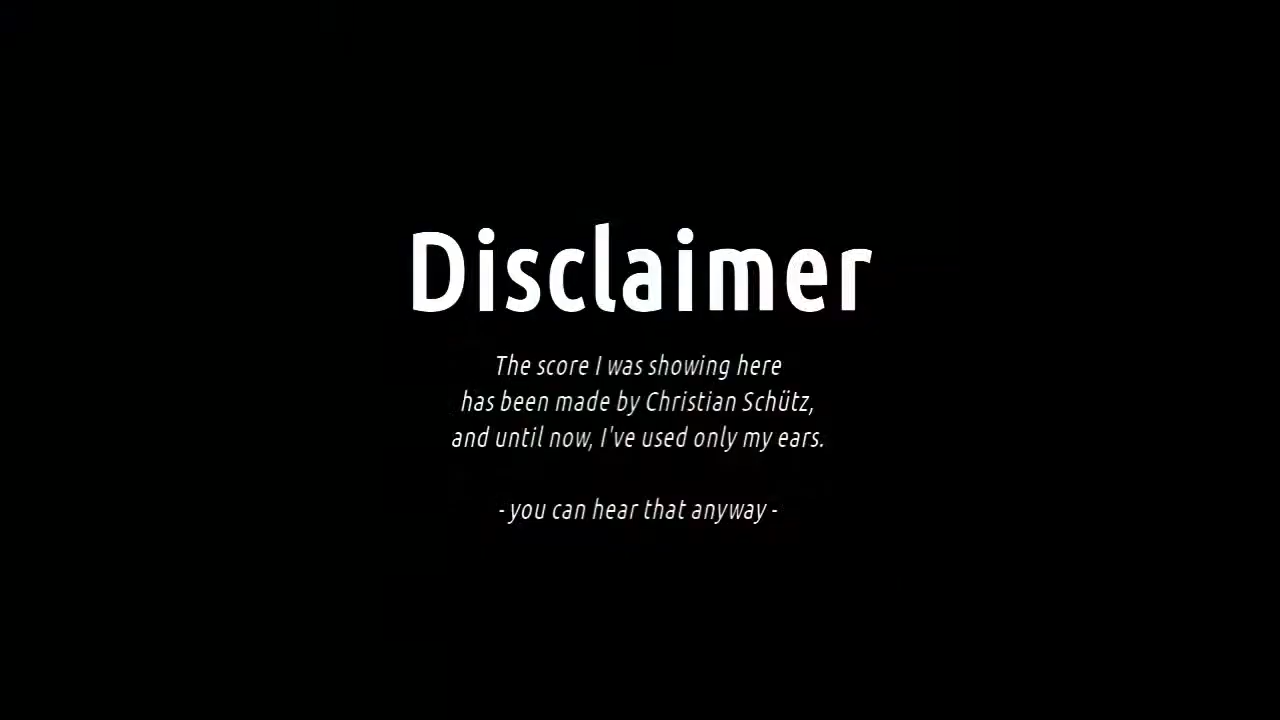 Disclaimer
The score I was showing here
has been made by Christian Schütz,
and until now, I've used only my ears.
- you can hear that anyway -